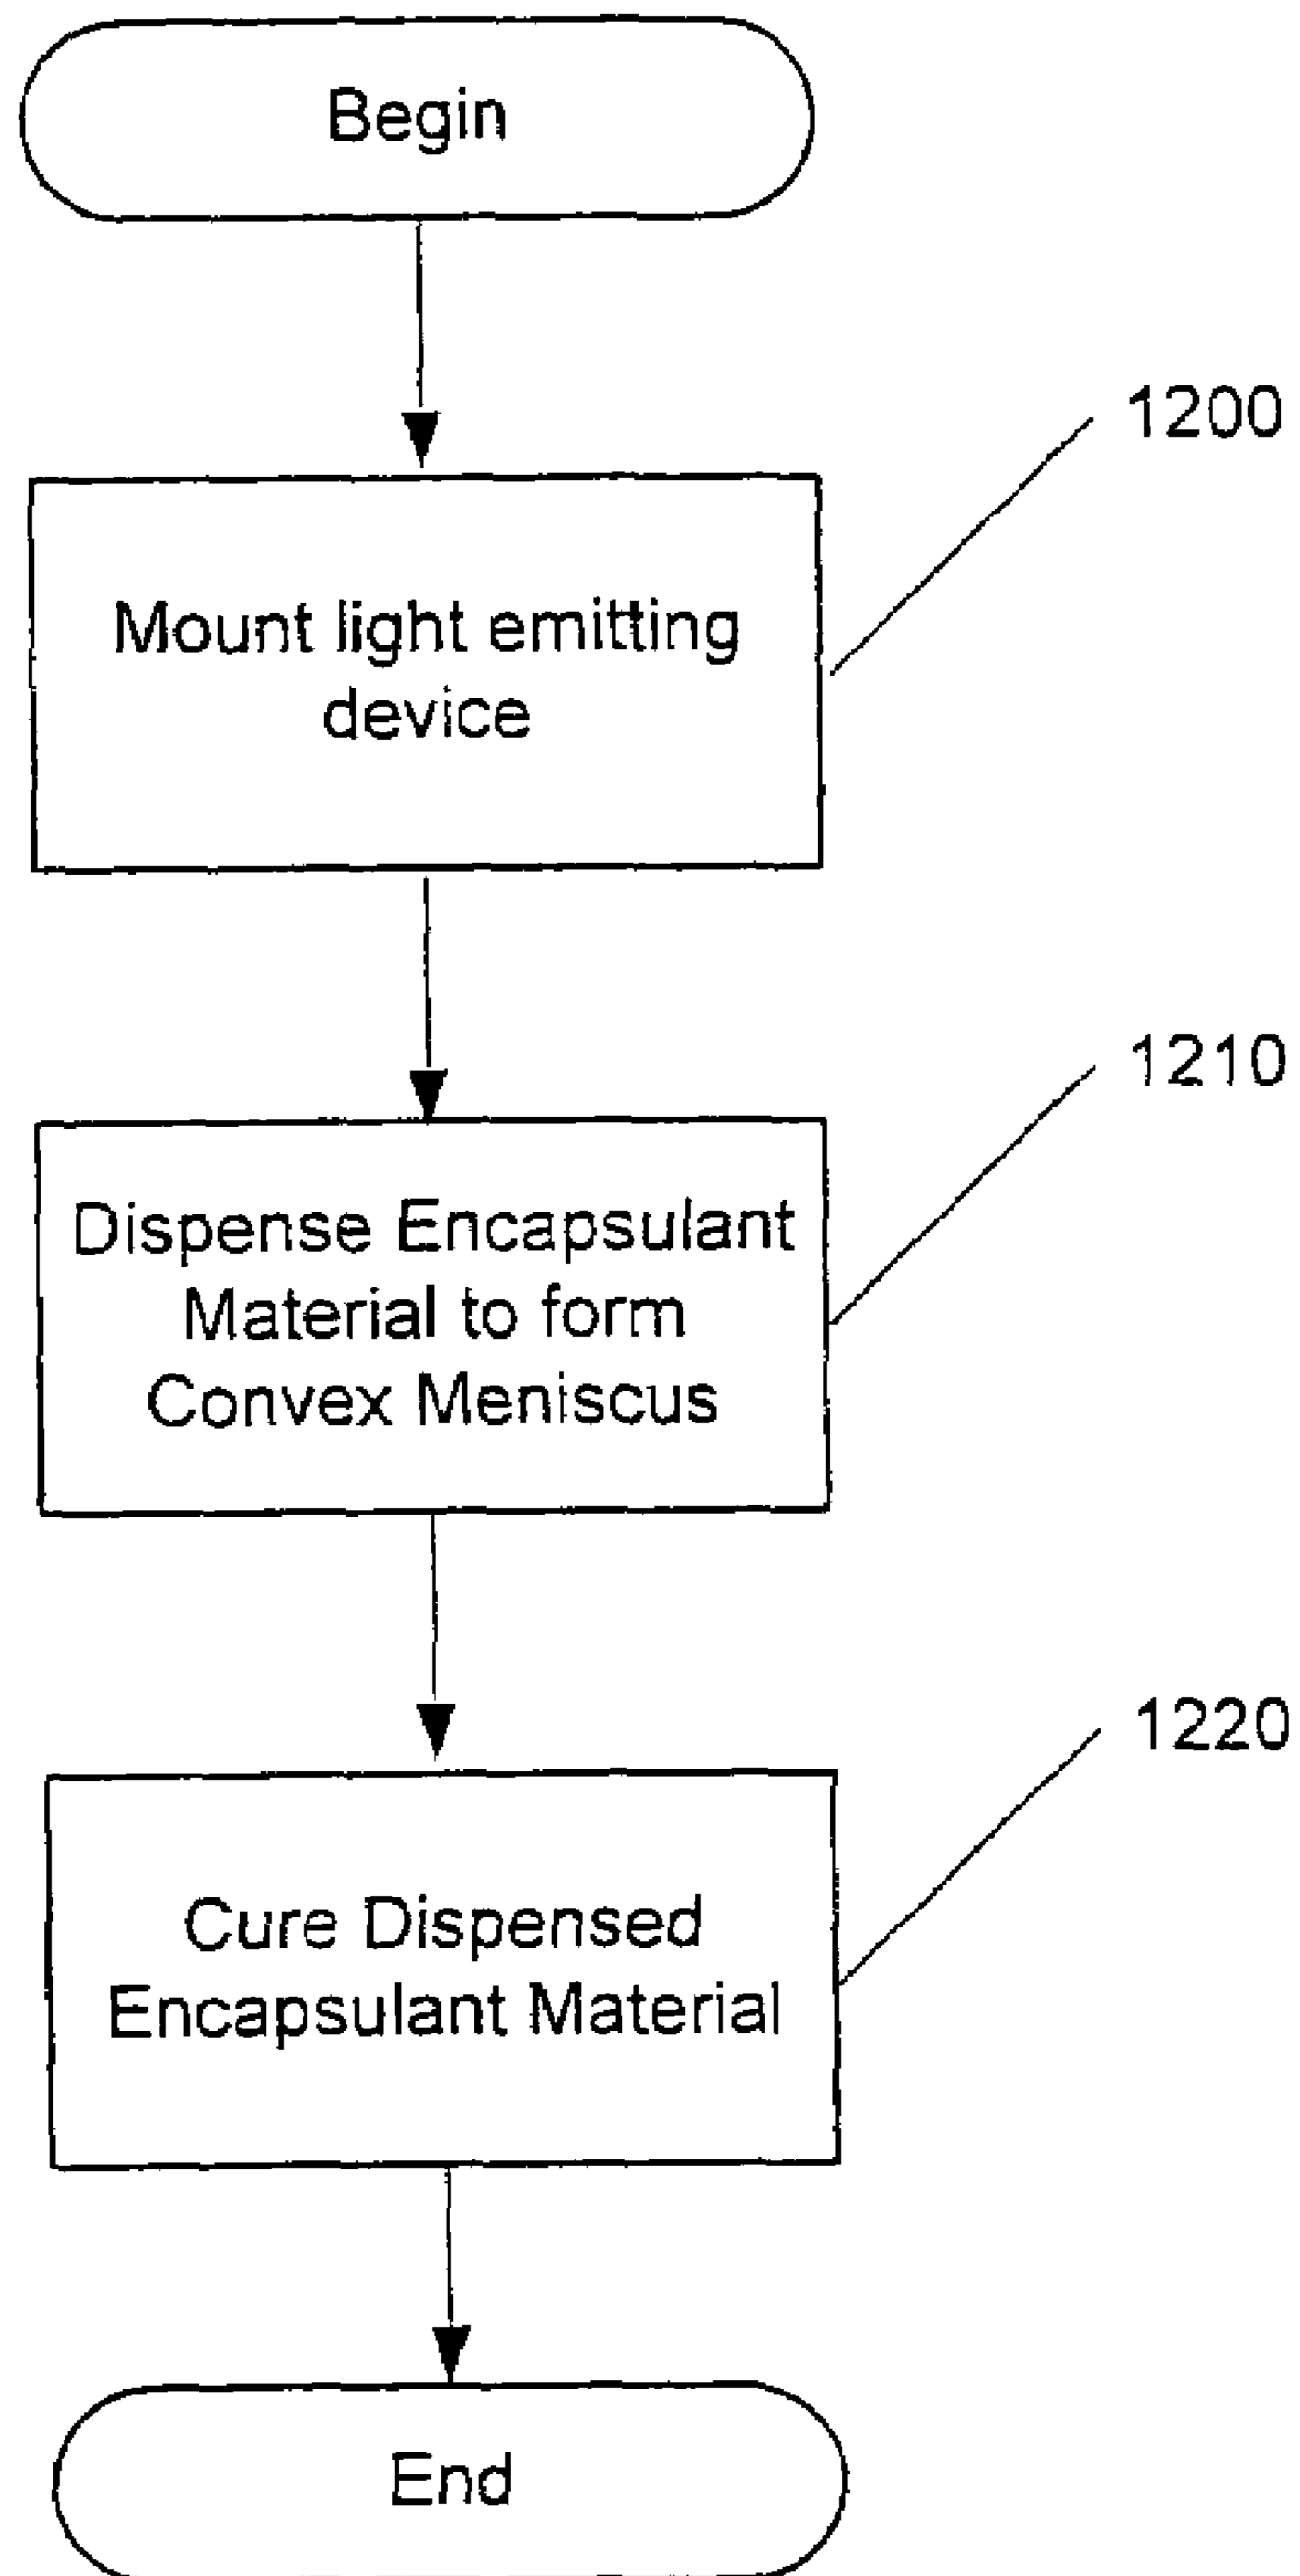 Begin
1200
Mount light emitting
device
1210
Dispense Encapsulant
Material to form
Convex Meniscus
1220
Cure Dispensed
Encapsulant Material
End